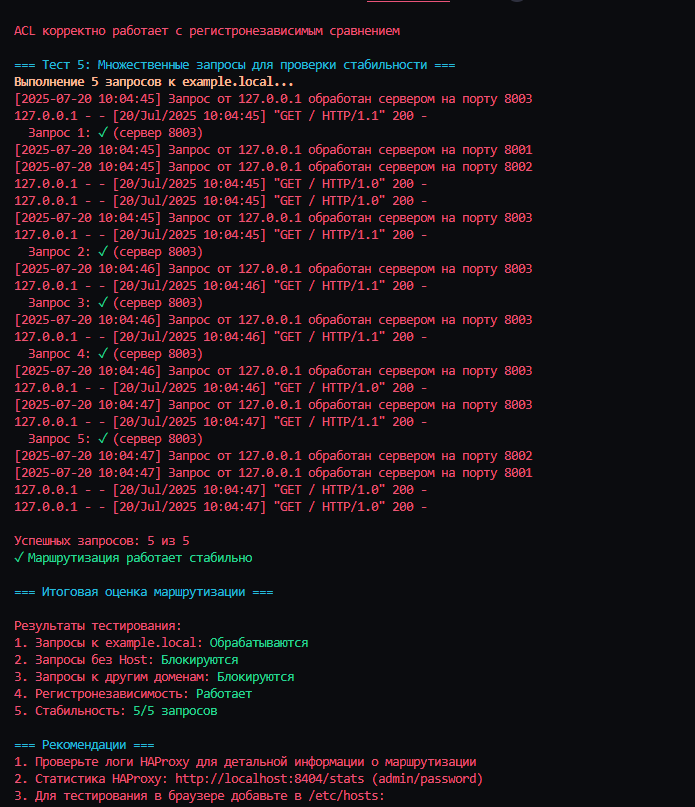 ACL корректно работает с регистронезависимым сравнением
=== Тест 5: Множественные запросы для проверки стабильности ===
Выполнение 5 запросов к example.local...
[2025-07-20 10:04:45] Запрос от 127.0.0.1 обработан сервером на порту 8003
127.0.0.1 - - [20/Jul/2025 10:04:45] "GET / HTTP/1.1" 200 -
Запрос 1: ✓ (сервер 8003)
[2025-07-20 10:04:45] Запрос от 127.0.0.1 обработан сервером на порту 8001
[2025-07-20 10:04:45] Запрос от 127.0.0.1 обработан сервером на порту 8002
127.0.0.1 - - [20/Jul/2025 10:04:45] "GET / HTTP/1.0" 200 -
127.0.0.1 - - [20/Jul/2025 10:04:45] "GET / HTTP/1.0" 200 -
[2025-07-20 10:04:45] Запрос от 127.0.0.1 обработан сервером на порту 8003
127.0.0.1 - - [20/Jul/2025 10:04:45] "GET / HTTP/1.1" 200 -
Запрос 2: ✓ (сервер 8003)
[2025-07-20 10:04:46] Запрос от 127.0.0.1 обработан сервером на порту 8003
127.0.0.1 - - [20/Jul/2025 10:04:46] "GET / HTTP/1.1" 200 -
Запрос 3: ✓ (сервер 8003)
[2025-07-20 10:04:46] Запрос от 127.0.0.1 обработан сервером на порту 8003
127.0.0.1 - - [20/Jul/2025 10:04:46] "GET / HTTP/1.1" 200 -
Запрос 4: ✓ (сервер 8003)
[2025-07-20 10:04:46] Запрос от 127.0.0.1 обработан сервером на порту 8003
127.0.0.1 - - [20/Jul/2025 10:04:46] "GET / HTTP/1.0" 200 -
[2025-07-20 10:04:47] Запрос от 127.0.0.1 обработан сервером на порту 8003
127.0.0.1 - - [20/Jul/2025 10:04:47] "GET / HTTP/1.1" 200 -
Запрос 5: ✓ (сервер 8003)
[2025-07-20 10:04:47] Запрос от 127.0.0.1 обработан сервером на порту 8002
[2025-07-20 10:04:47] Запрос от 127.0.0.1 обработан сервером на порту 8001
127.0.0.1 - - [20/Jul/2025 10:04:47] "GET / HTTP/1.0" 200 -
127.0.0.1 - - [20/Jul/2025 10:04:47] "GET / HTTP/1.0" 200 -
Успешных запросов: 5 из 5
✓ Маршрутизация работает стабильно
=== Итоговая оценка маршрутизации ===
Результаты тестирования:
1. Запросы к example.local: Обрабатываются
2. Запросы без Host: Блокируются
3. Запросы к другим доменам: Блокируются
4. Регистронезависимость: Работает
5. Стабильность: 5/5 запросов
=== Рекомендации ===
1. Проверьте логи HAProxy для детальной информации о маршрутизации
2. Статистика HAProxy: http://localhost:8404/stats (admin/password)
3. Для тестирования в браузере добавьте в /etc/hosts: